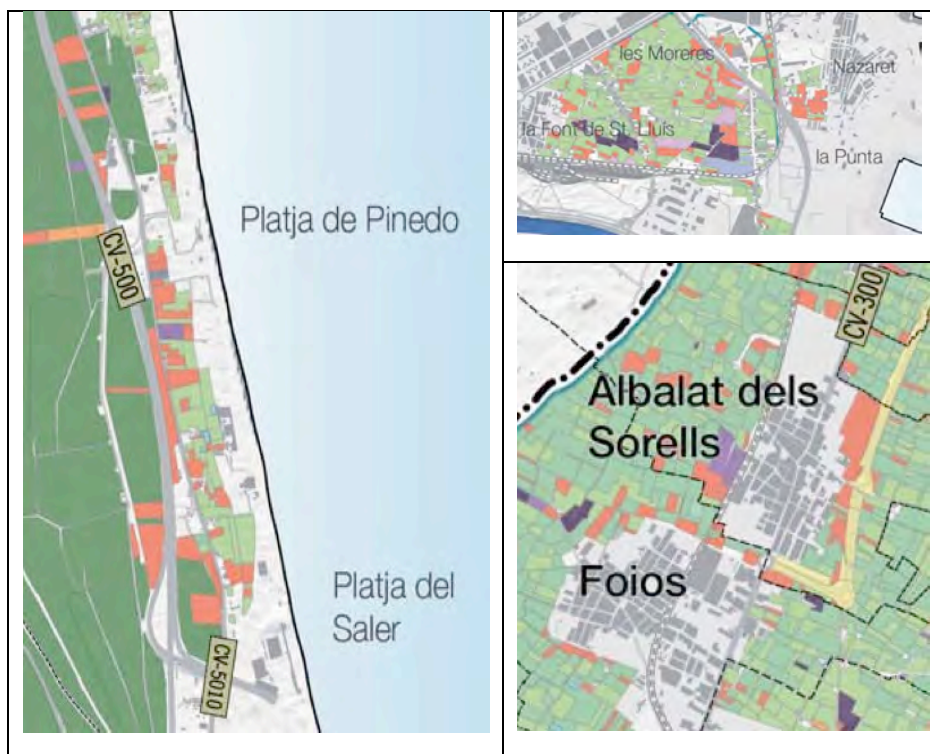 CV-500
Platja de Pinedo
Platja del
Saler
CV-5010
les Moreres
Nazaret
la Font de St. Lluís
la Punta
CV-300
Albalat dels
Sorells
Foios